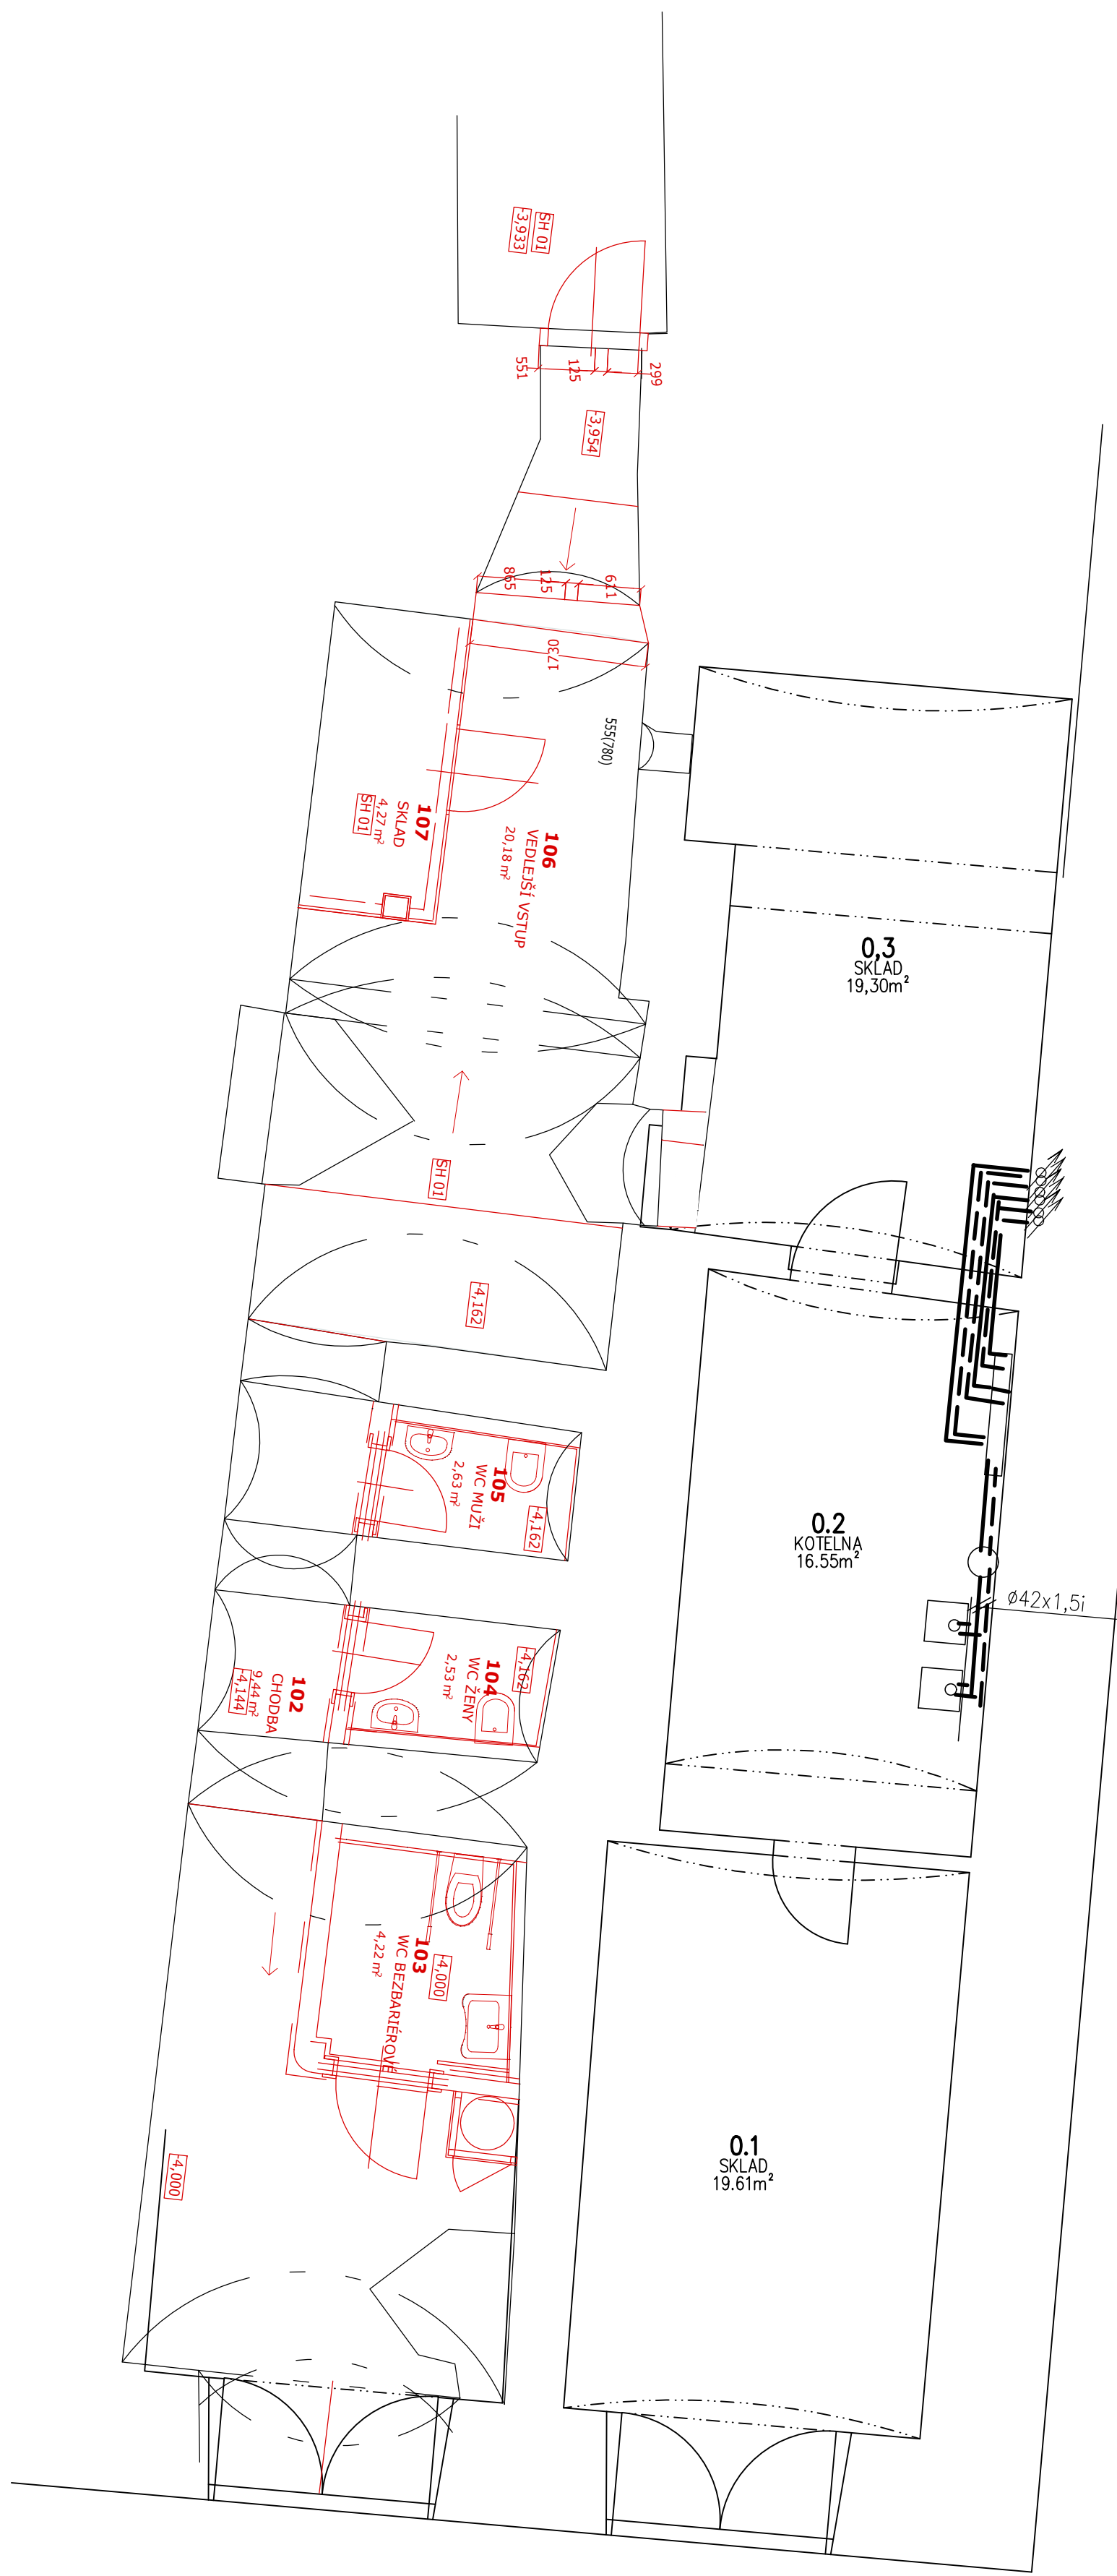 SH 01
-3,933
299
125
551
-3,954
611
125
865
1730
555(780)
107
SKLAD
4,27 m²
SH 01
106
VEDLEJŠÍ VSTUP
20,18 m²
0,3
SKLAD
19,30m²
SH 01
-4,162
105
WC MUŽI
2,63 m²
-4,162
0.2
KOTELNA
16.55m²
Ø42x1,5i
104
WC ŽENY
2,53 m²
-4,162
102
CHODBA
9,44 m²
-4,144
103
WC BEZBARIÉROVÉ
4,22 m²
-4,000
-4,000
0.1
SKLAD
19.61m²